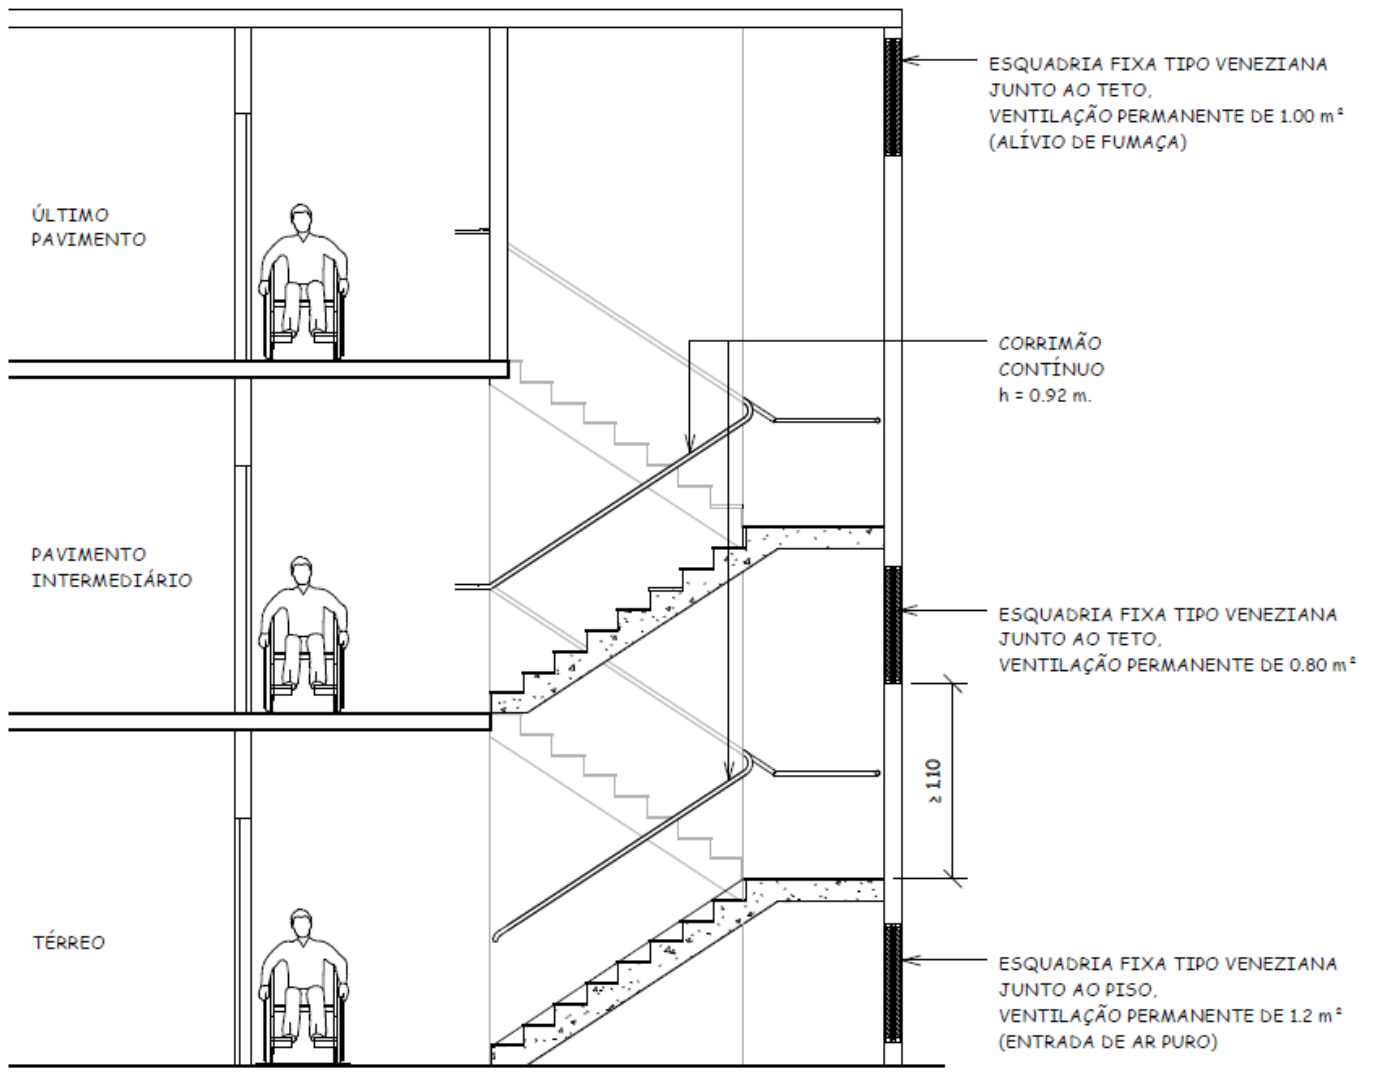 ESQUADRIA FIXA TIPO VENEZIANA
JUNTO AO TETO,
VENTILAÇÃO PERMANENTE DE 1.00 m²
(ALÍVIO DE FUMAÇA)
ÚLTIMO
PAVIMENTO
CORRIMÃO
CONTÍNUO
h = 0.92 m.
PAVIMENTO
INTERMEDIÁRIO
ESQUADRIA FIXA TIPO VENEZIANA
JUNTO AO TETO,
VENTILAÇÃO PERMANENTE DE 0.80 m²
≥ 1.10
TÉRREO
ESQUADRIA FIXA TIPO VENEZIANA
JUNTO AO PISO,
VENTILAÇÃO PERMANENTE DE 1.2 m²
(ENTRADA DE AR PURO)